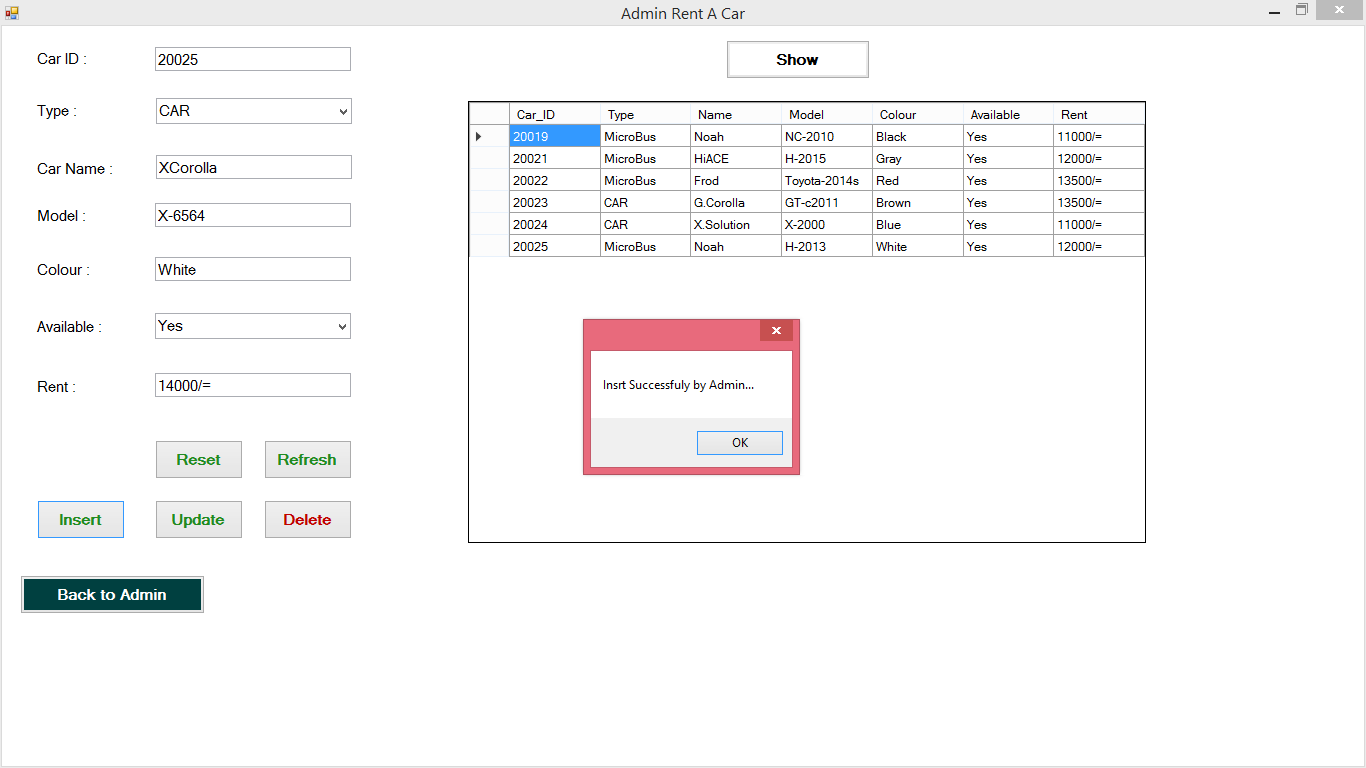 Admin Rent A Car
Car ID : 20025
Type : CAR
Car Name : XCorolla
Model : X-6564
Colour : White
Available : Yes
Rent : 14000/=
Reset Refresh
Insert Update Delete
Back to Admin
Show
Car_ID Type Name Model Colour Available Rent
20019 MicroBus Noah NC-2010 Black Yes 11000/=
20021 MicroBus HiACE H-2015 Gray Yes 12000/=
20022 MicroBus Frod Toyota-2014s Red Yes 13500/=
20023 CAR G.Corolla GT-c2011 Brown Yes 13500/=
20024 CAR X.Solution X-2000 Blue Yes 11000/=
20025 MicroBus Noah H-2013 White Yes 12000/=
Insrt Successfuly by Admin...
OK